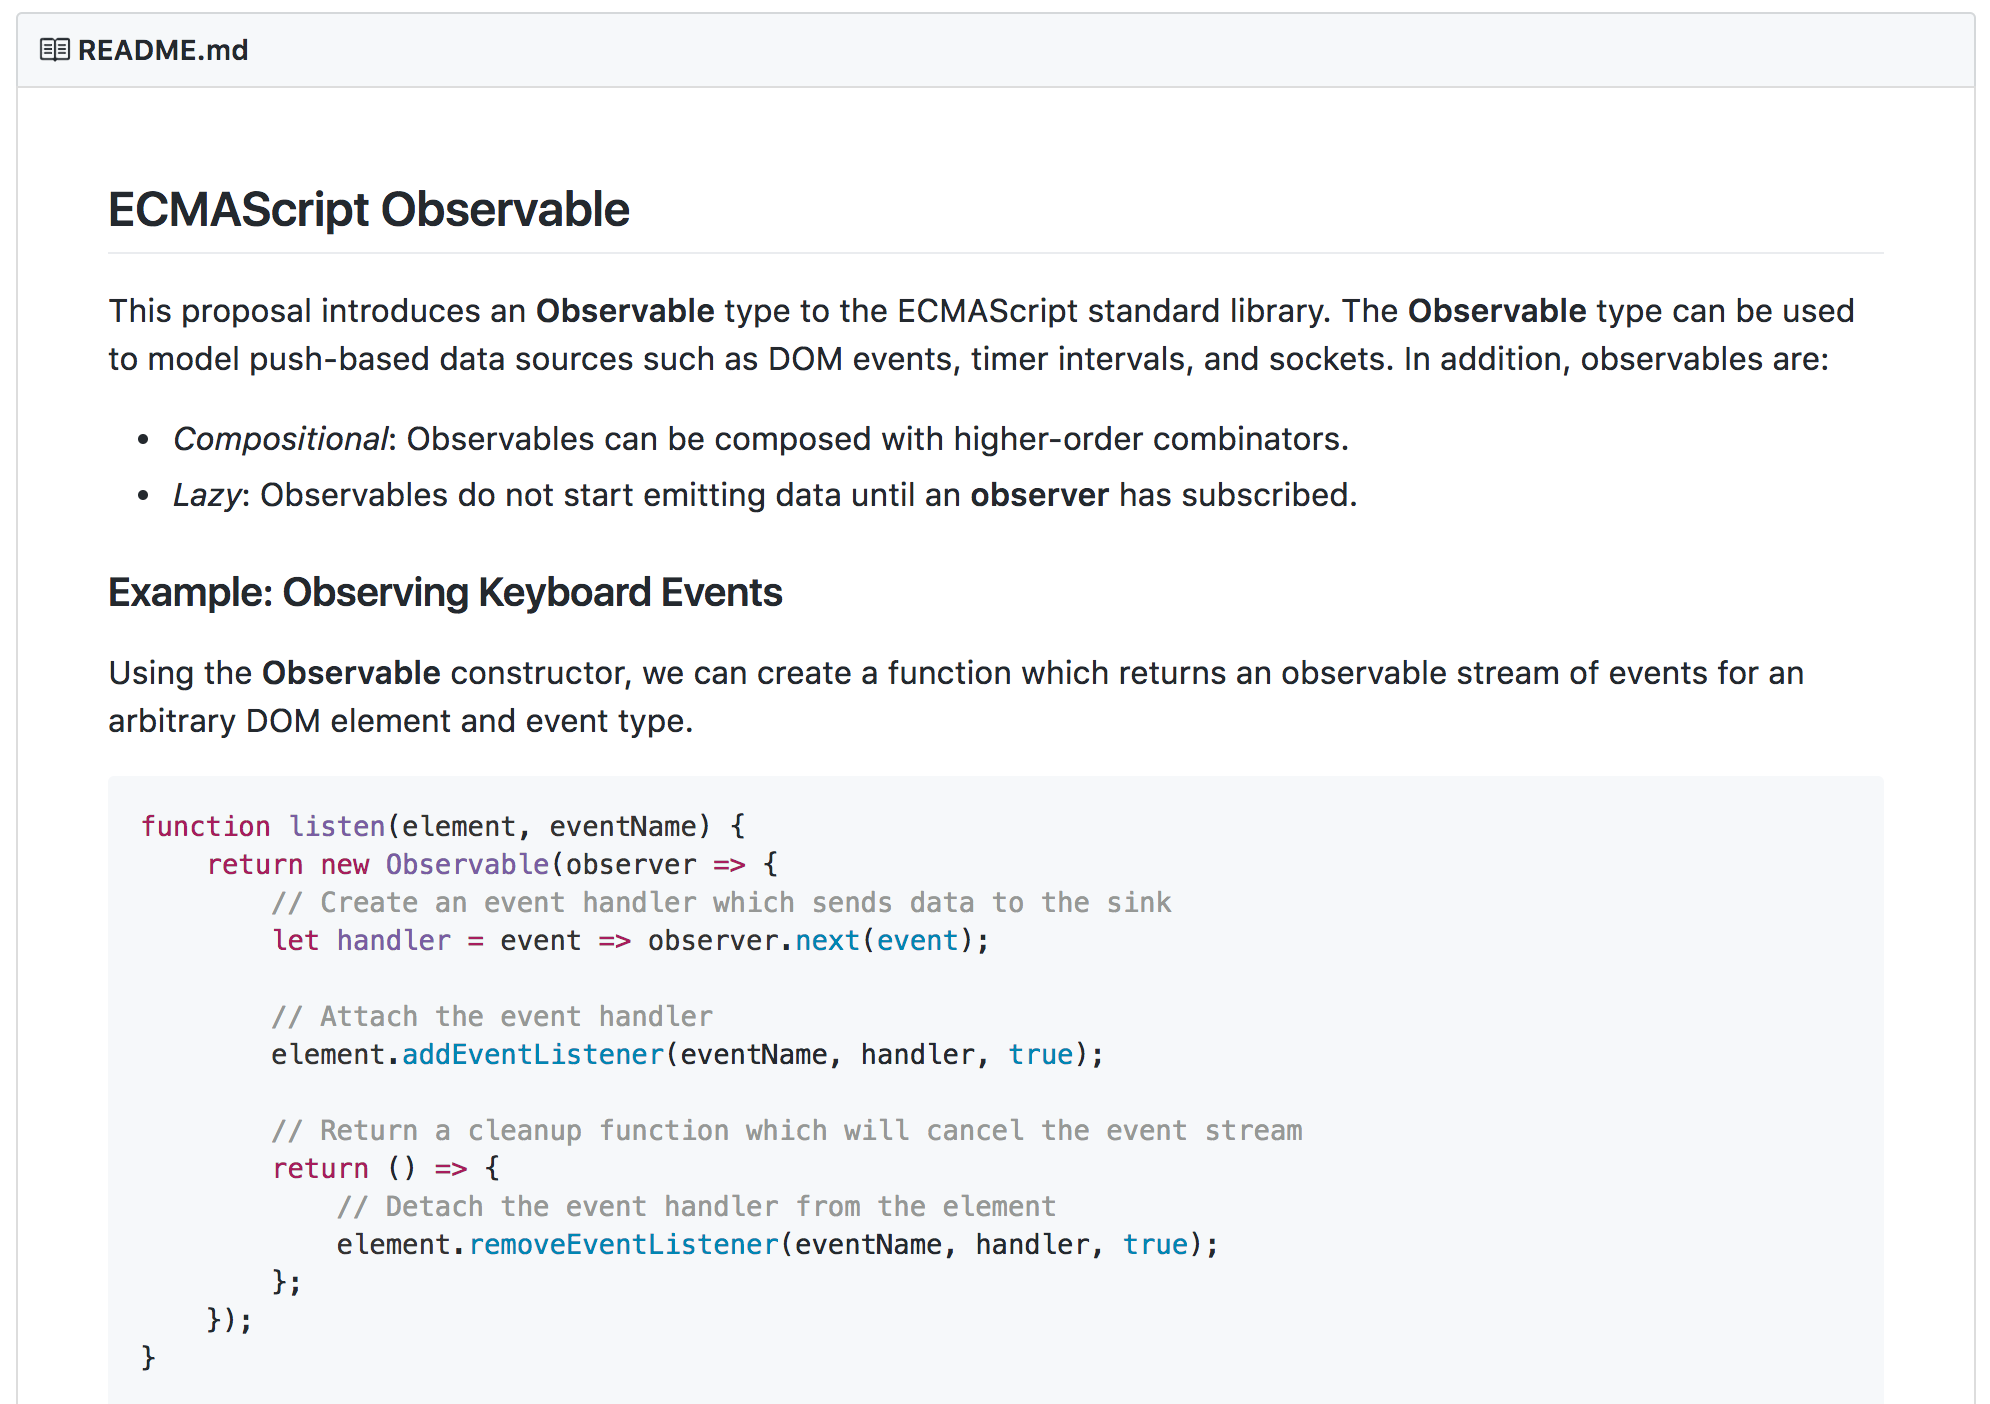 README.md
ECMAScript Observable
This proposal introduces an Observable type to the ECMAScript standard library. The Observable type can be used
to model push-based data sources such as DOM events, timer intervals, and sockets. In addition, observables are:
• Compositional: Observables can be composed with higher-order combinators.
• Lazy: Observables do not start emitting data until an observer has subscribed.
Example: Observing Keyboard Events
Using the Observable constructor, we can create a function which returns an observable stream of events for an
arbitrary DOM element and event type.
function listen(element, eventName) {
    return new Observable(observer => {
        // Create an event handler which sends data to the sink
        let handler = event => observer.next(event);

        // Attach the event handler
        element.addEventListener(eventName, handler, true);

        // Return a cleanup function which will cancel the event stream
        return () => {
            // Detach the event handler from the element
            element.removeEventListener(eventName, handler, true);
        };
    });
}